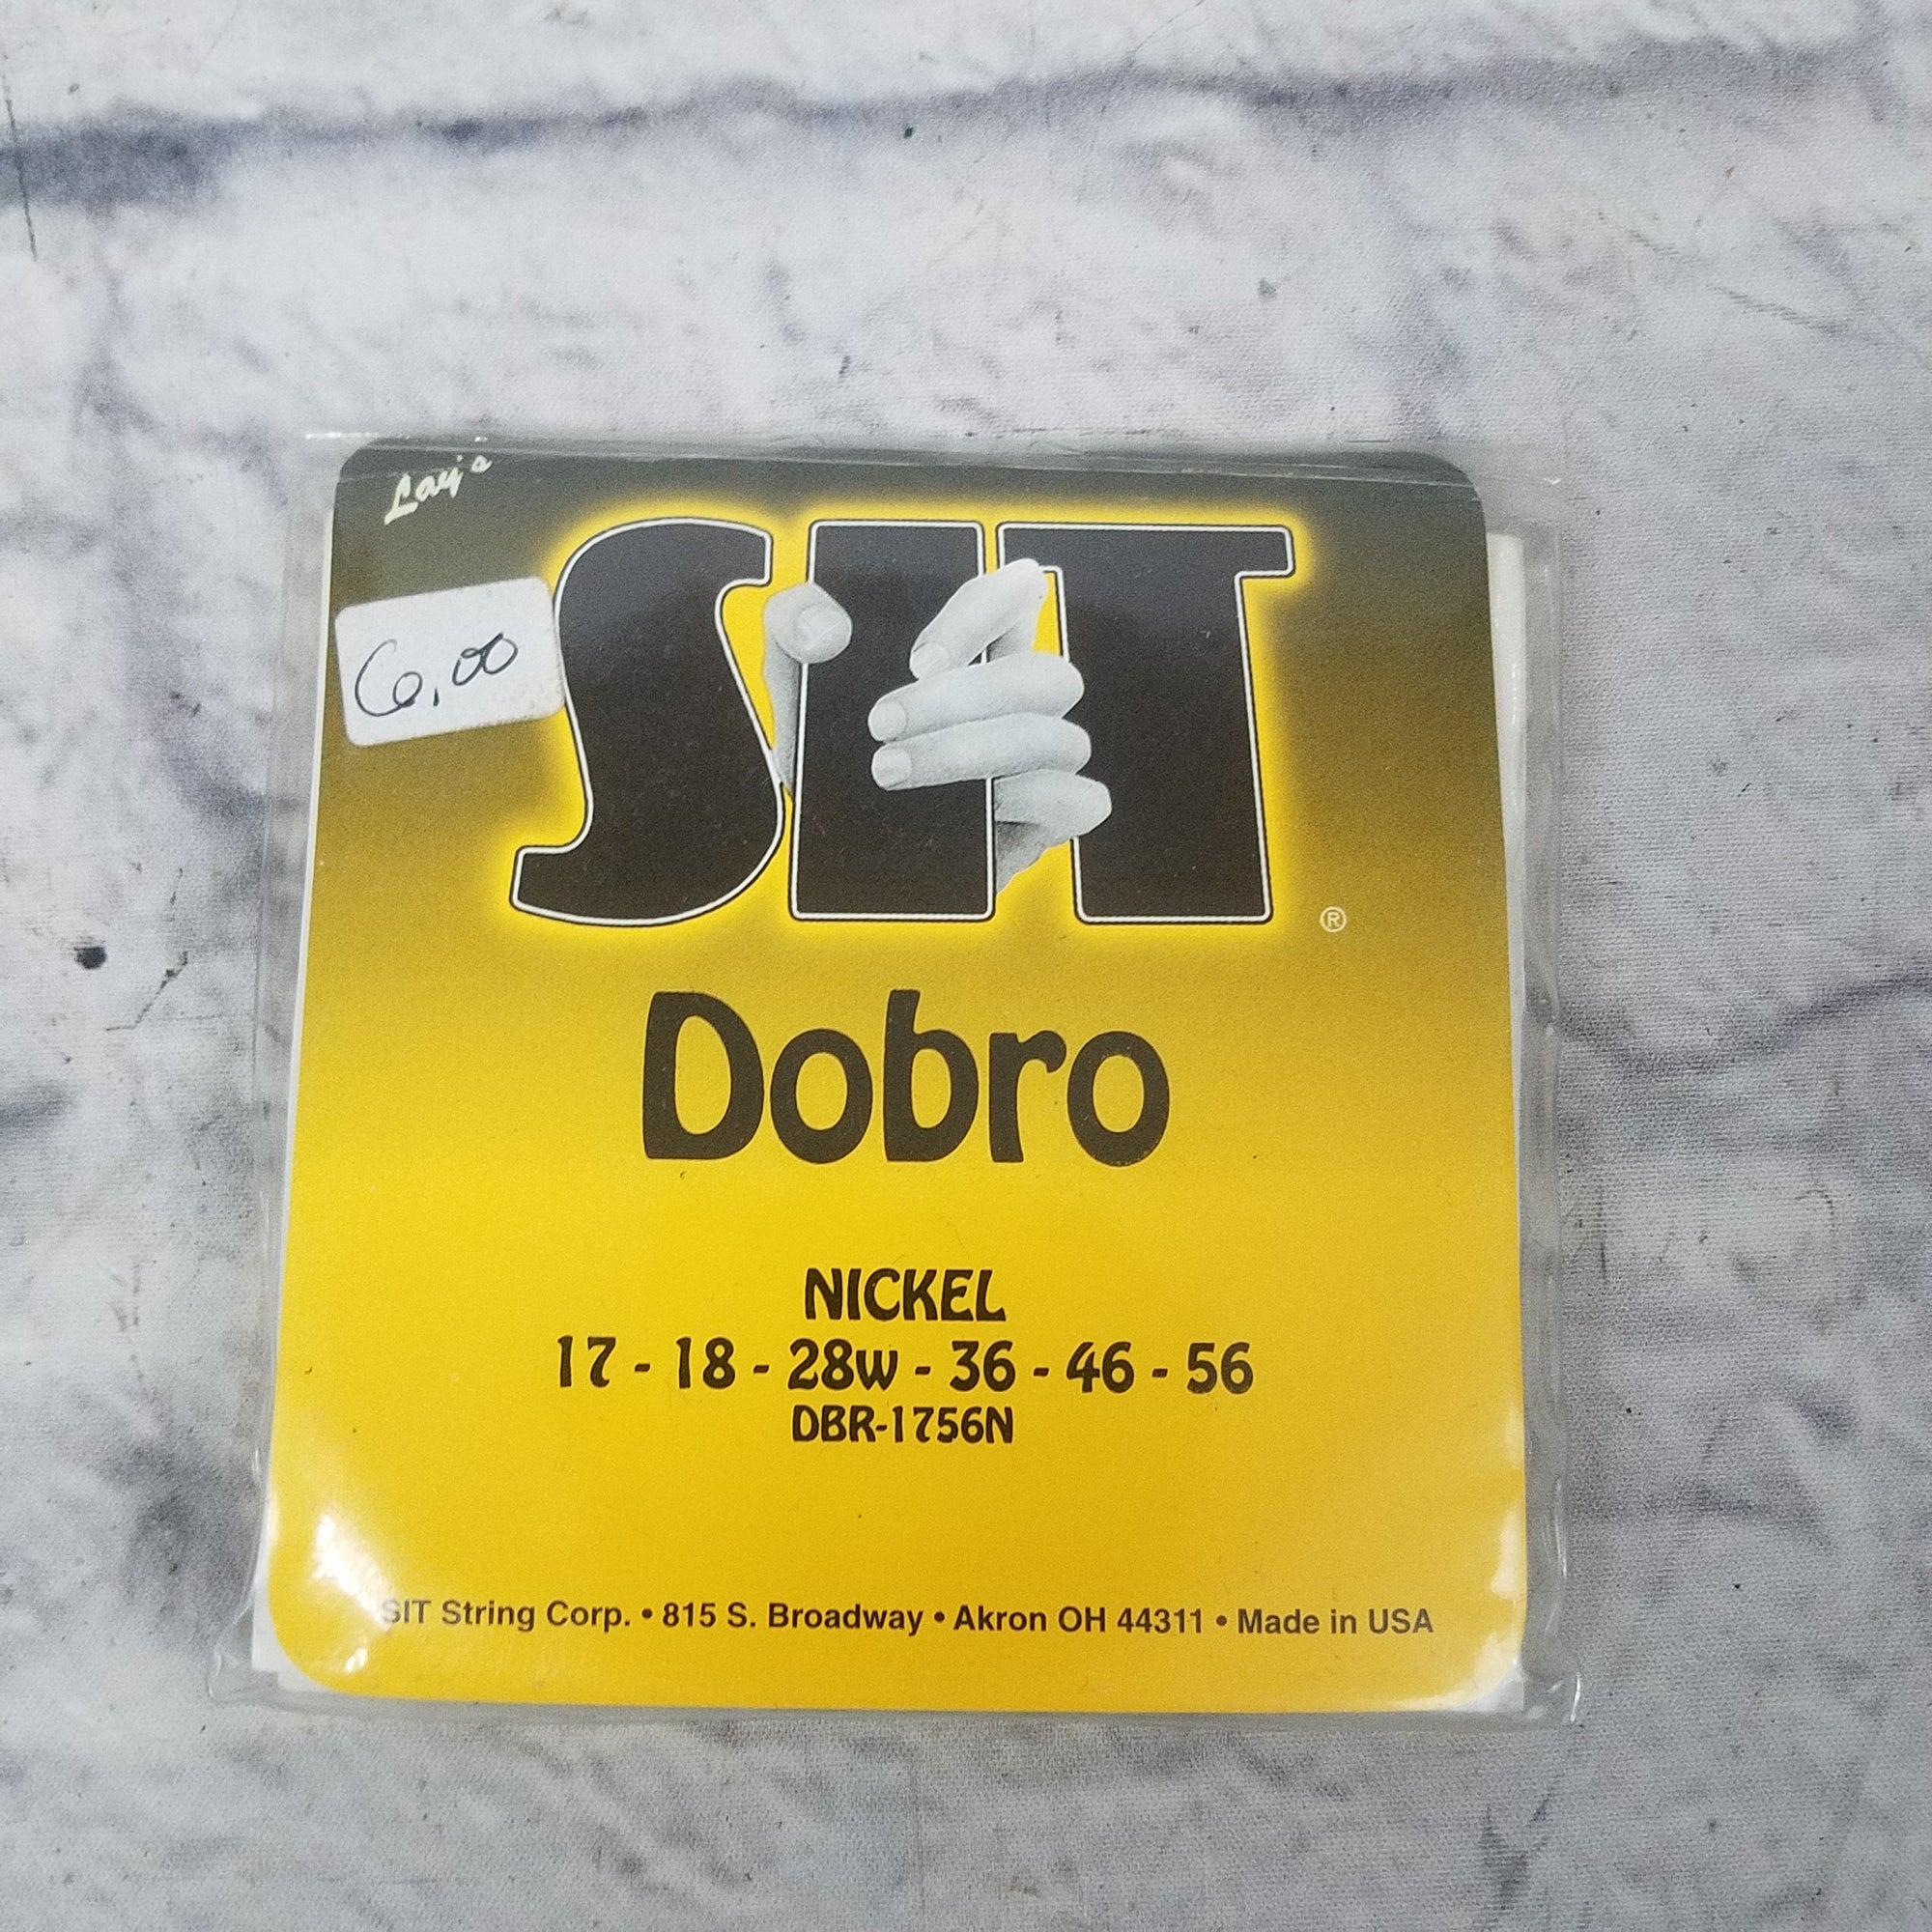 Lay's
SIT
®
6.00
Dobro
NICKEL
17 - 18 - 28w - 36 - 46 - 56
DBR-1756N
SIT String Corp. • 815 S. Broadway • Akron OH 44311 • Made in USA